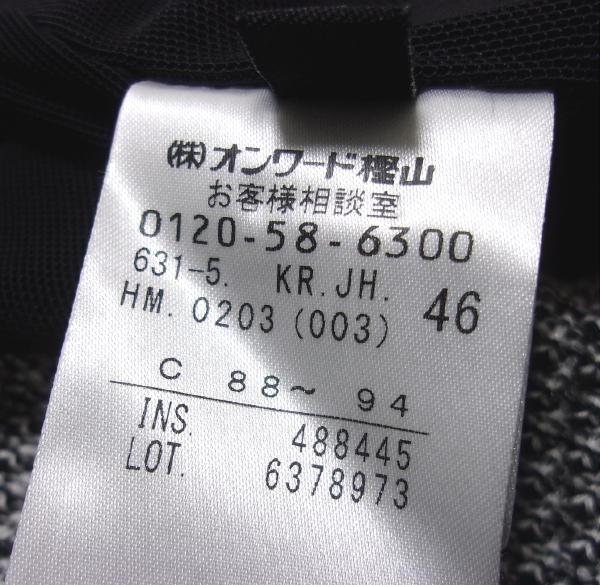 (株)オンワード樫山
お客様相談室
0120-58-6300
631-5. KR.JH. 46
HM. 0203 (003)
C 88～ 94
INS. 488445
LOT. 6378973